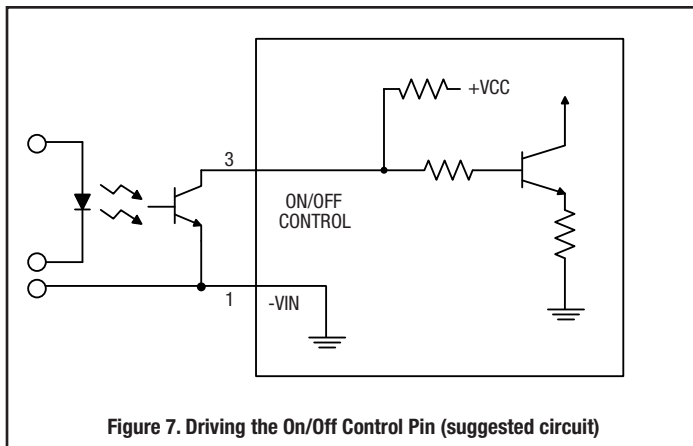 +VCC
3
ON/OFF
CONTROL
1
-VIN
Figure 7. Driving the On/Off Control Pin (suggested circuit)